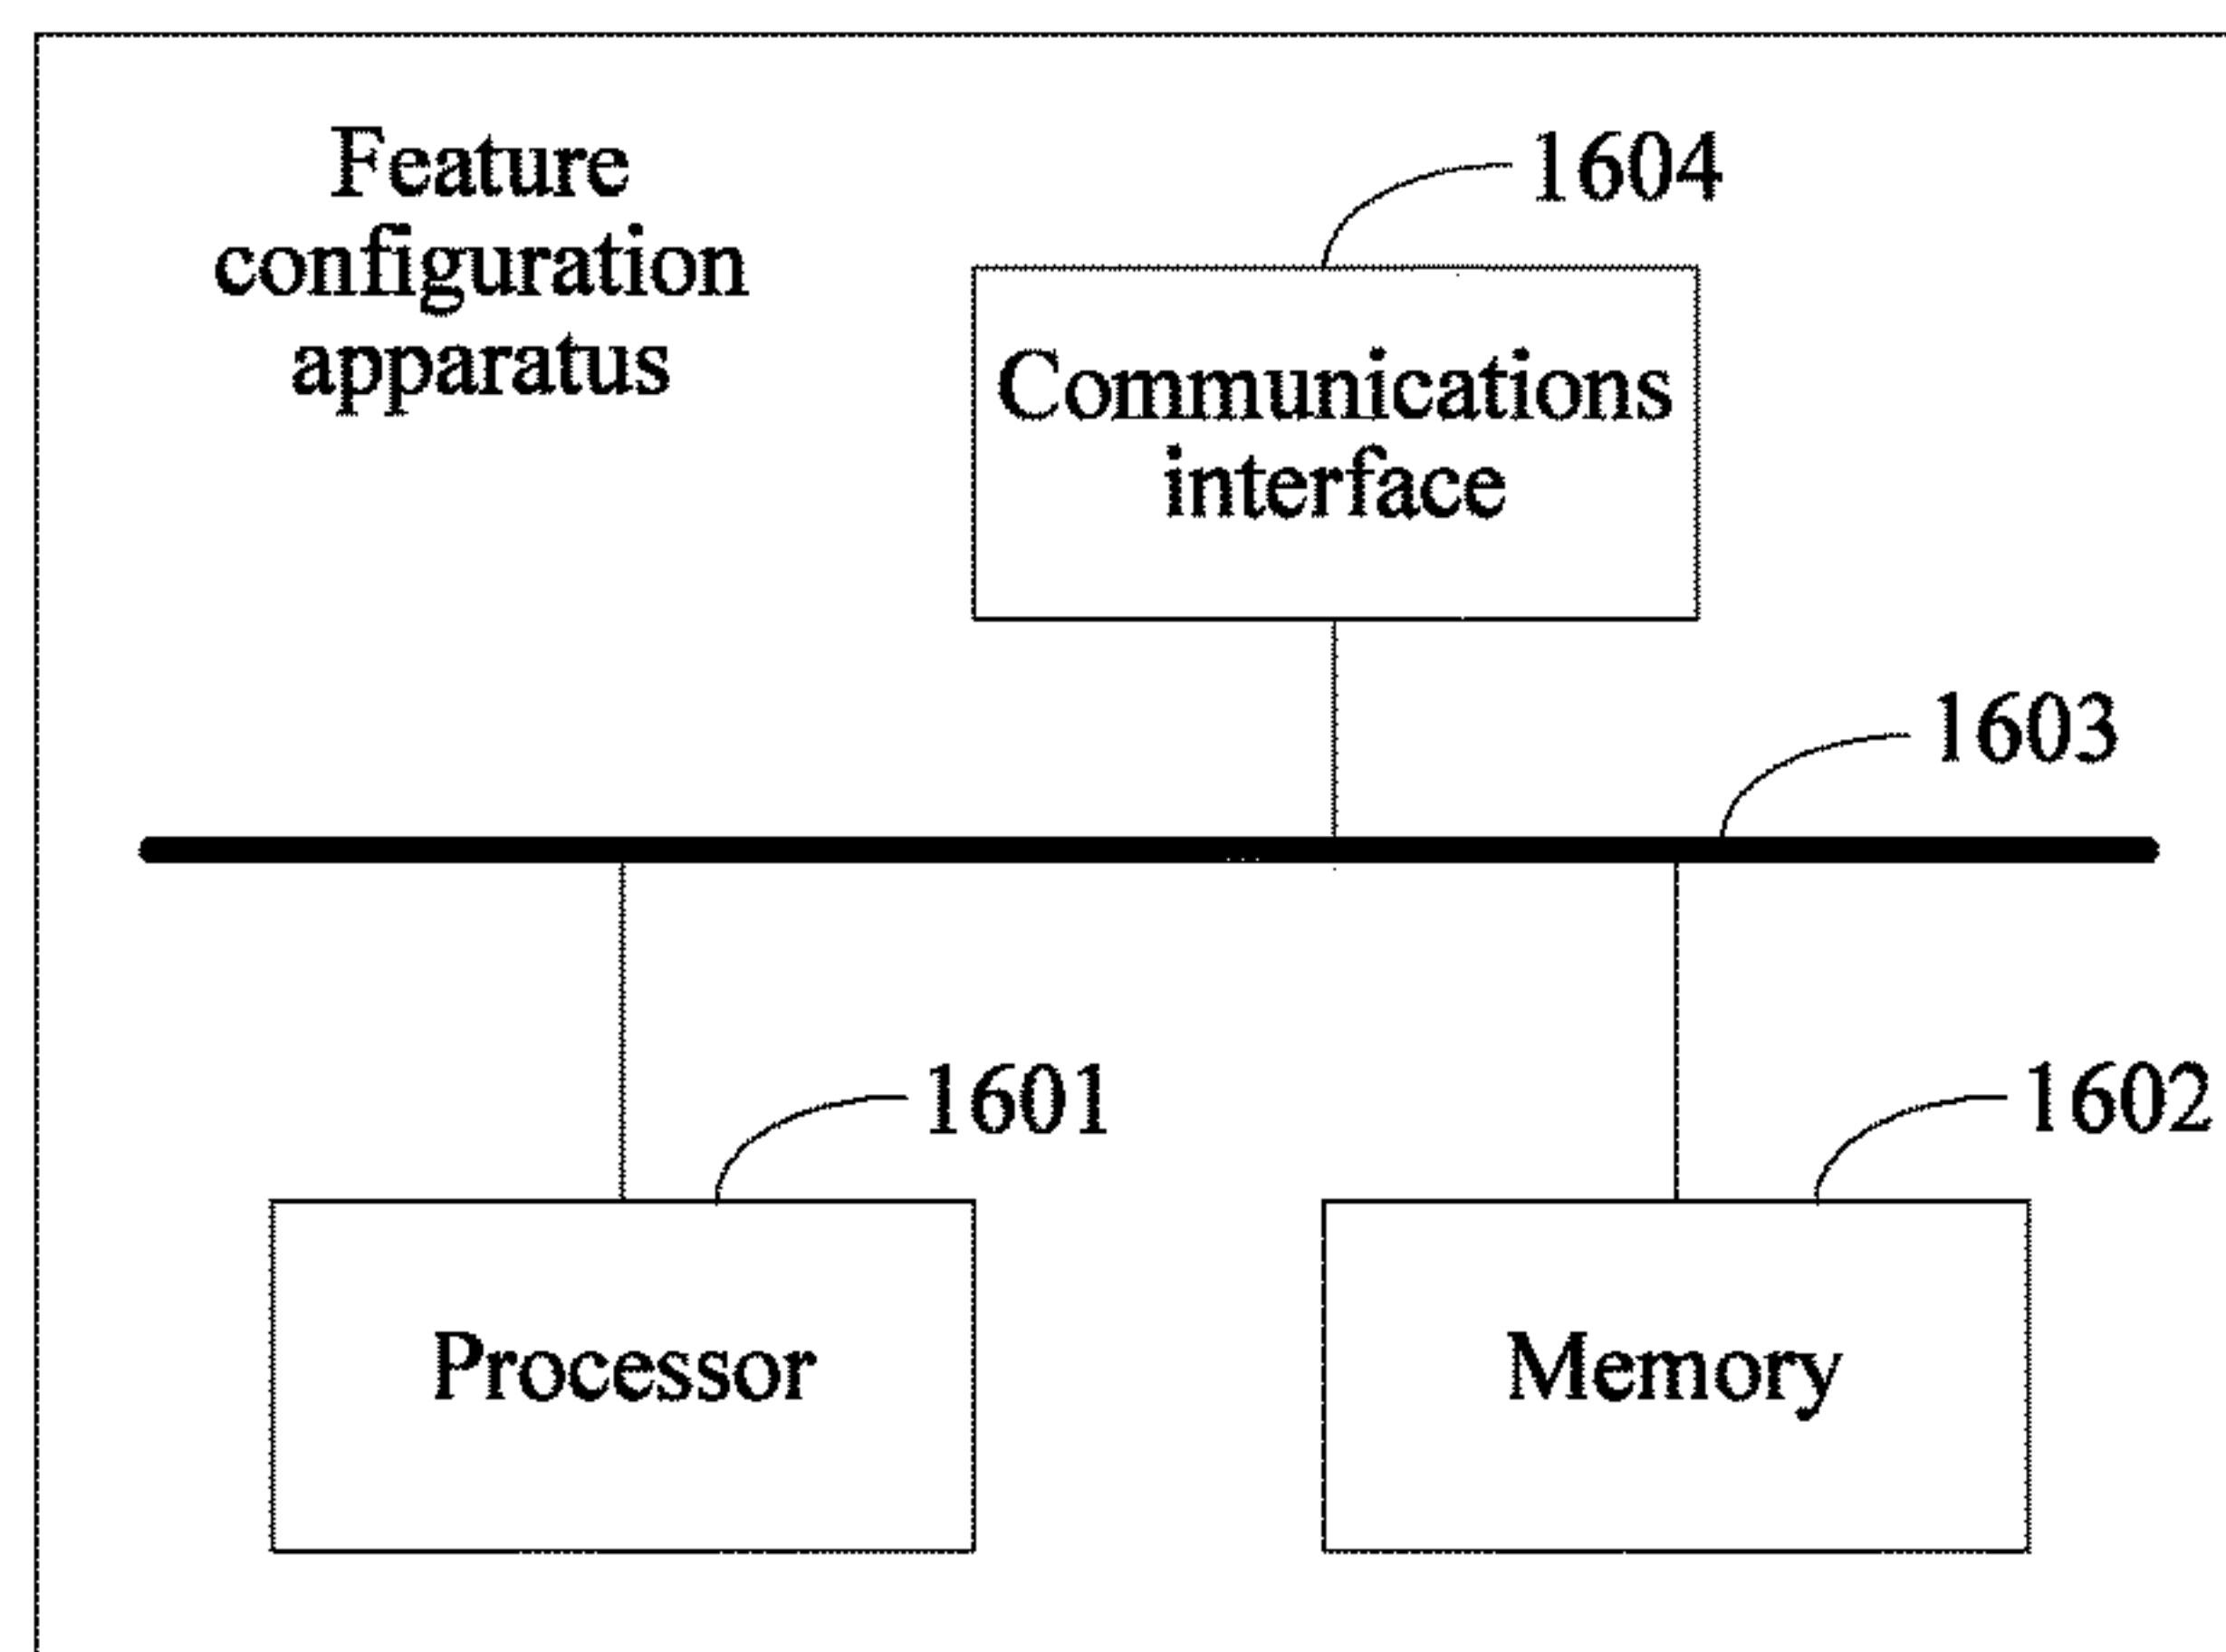 Feature
configuration
apparatus
1604
Communications
interface
1603
1601
1602
Processor
Memory